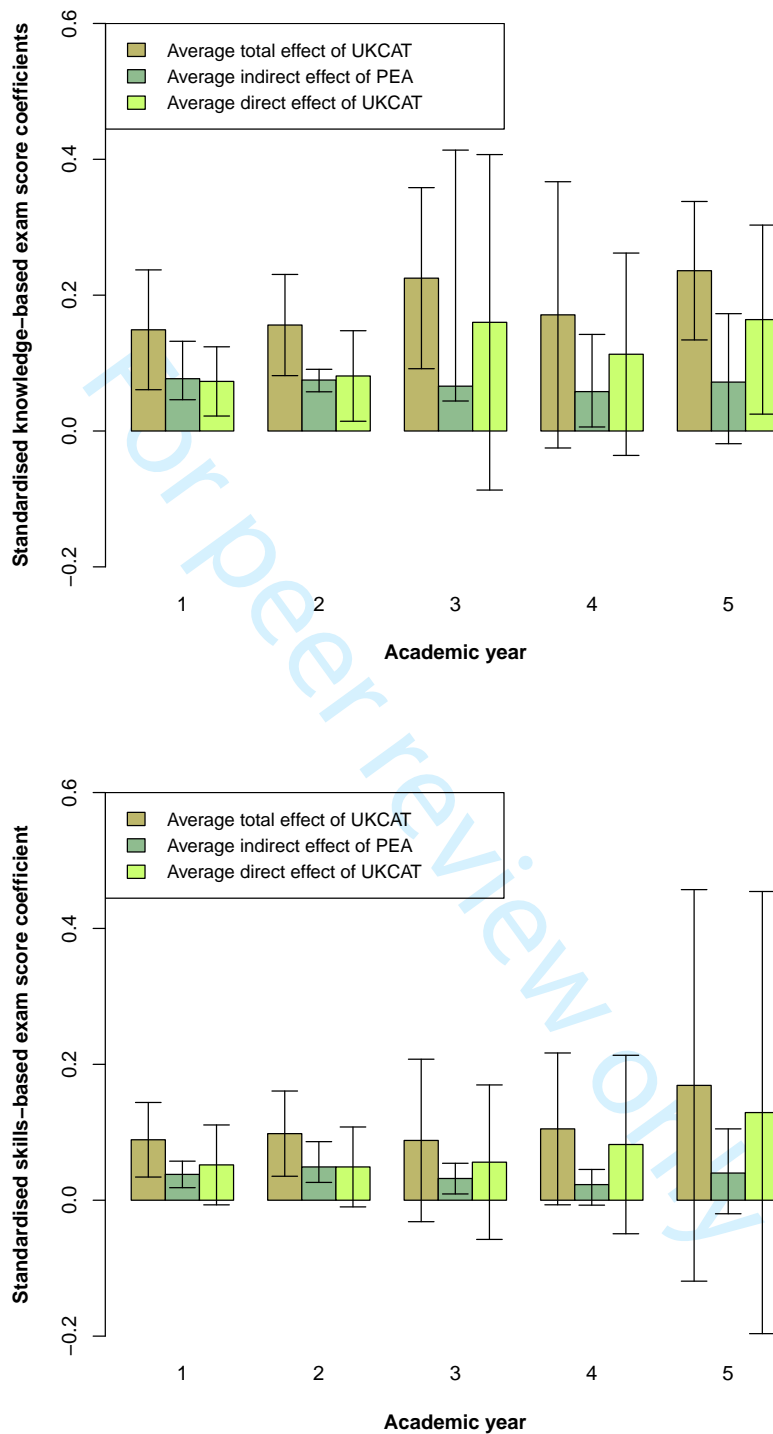 Standardised knowledge−based exam score coefficients
0.6
0.4
0.2
0.0
−0.2
Average total effect of UKCAT
Average indirect effect of PEA
Average direct effect of UKCAT
1 2 3 4 5
Academic year
For peer review only
Standardised skills−based exam score coefficient
0.6
0.4
0.2
0.0
−0.2
Average total effect of UKCAT
Average indirect effect of PEA
Average direct effect of UKCAT
1 2 3 4 5
Academic year